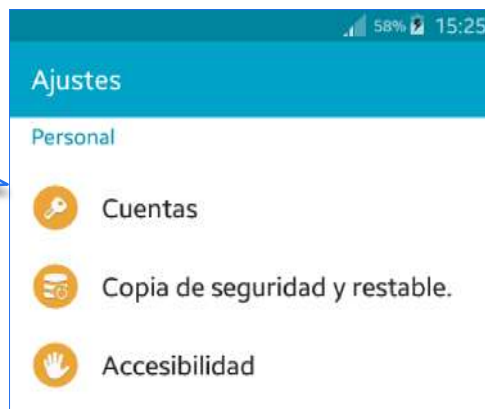 58% 15:25
Ajustes
Personal
Cuentas
Copia de seguridad y restable.
Accesibilidad